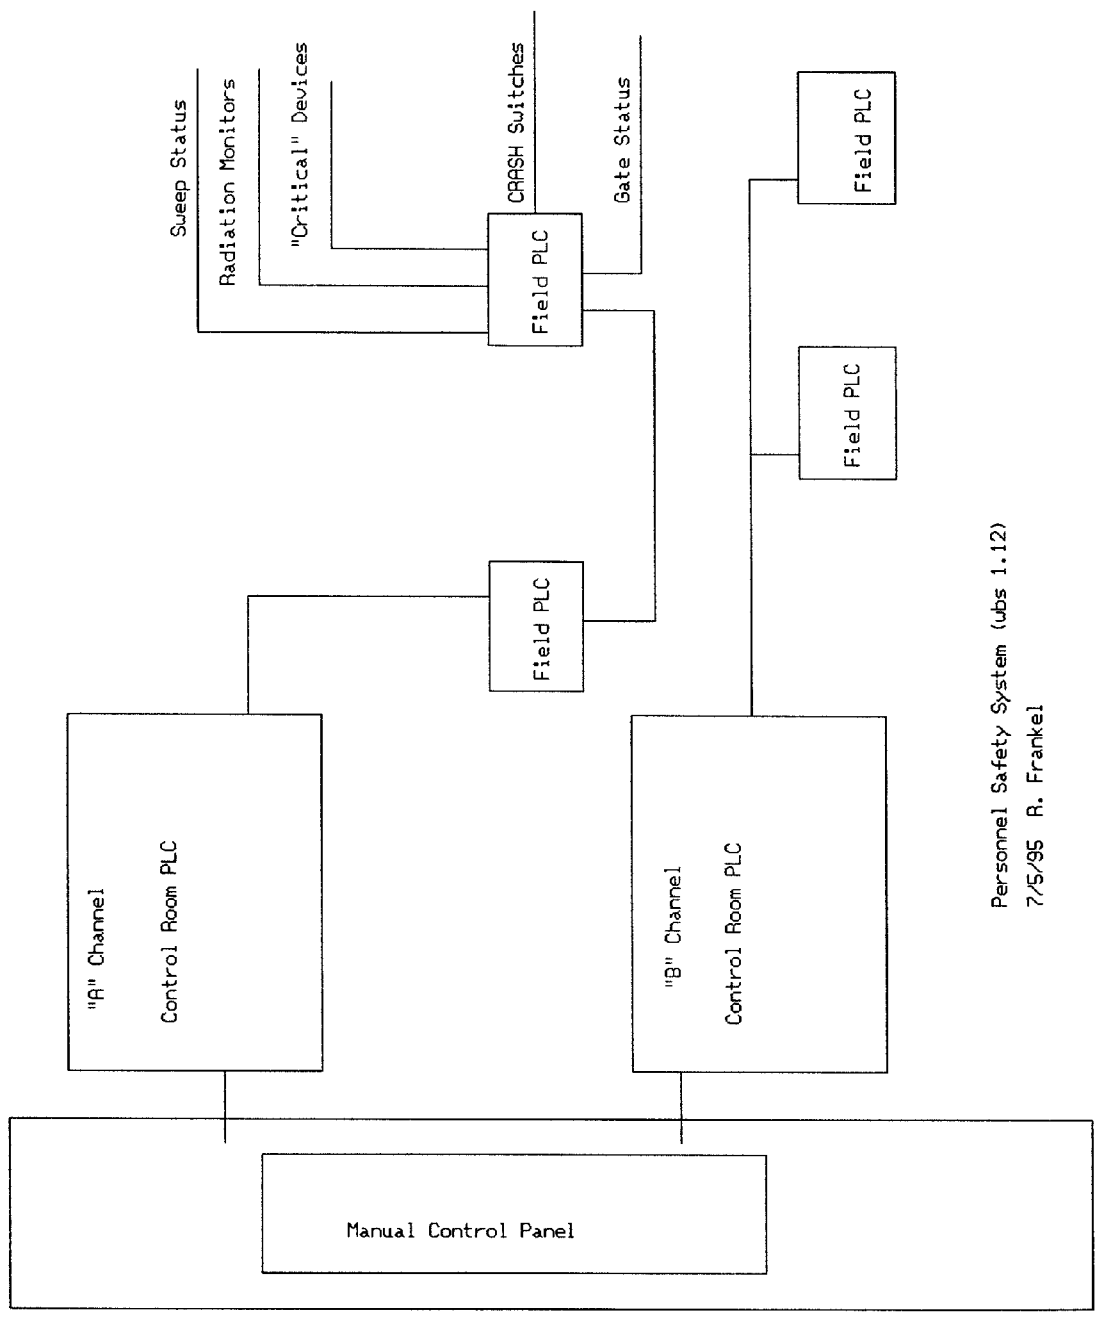 Sweep Status
Radiation Monitors
"Critical" Devices
CRASH Switches
Gate Status
Field PLC
Field PLC
Field PLC
Field PLC
"A" Channel
Control Room PLC
"B" Channel
Control Room PLC
Manual Control Panel
Personnel Safety System (wbs 1.12)
7/5/95 R. Frankel